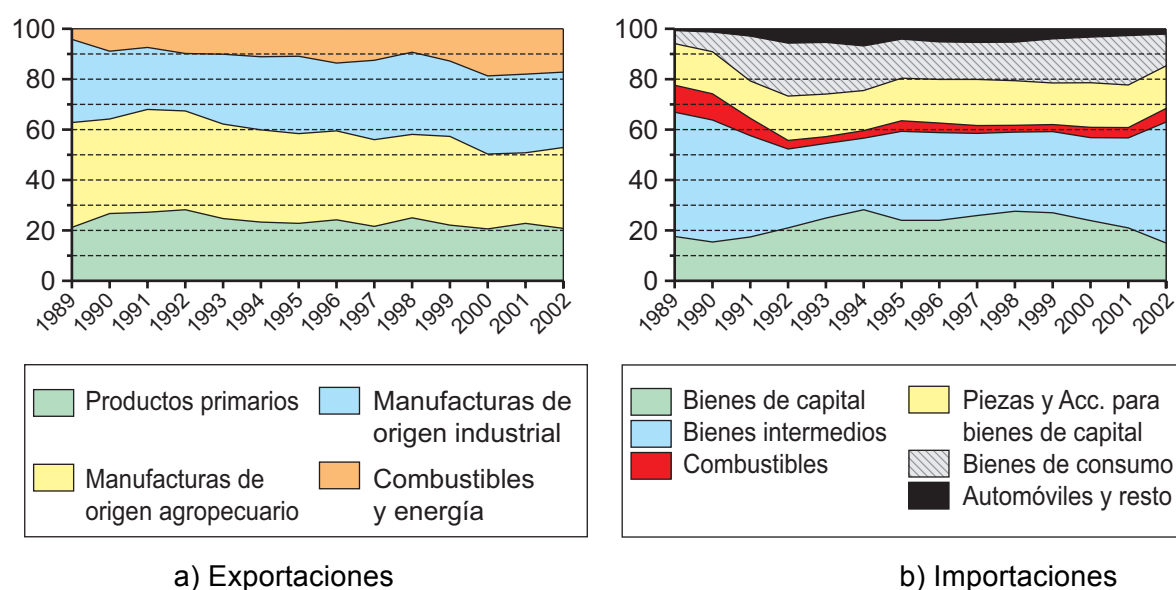 100
80
60
40
20
0
1989
1990
1991
1992
1993
1994
1995
1996
1997
1998
1999
2000
2001
2002
Productos primarios
Manufacturas de
origen agropecuario
Manufacturas de
origen industrial
Combustibles
y energía
a) Exportaciones
100
80
60
40
20
0
1989
1990
1991
1992
1993
1994
1995
1996
1997
1998
1999
2000
2001
2002
Bienes de capital
Bienes intermedios
Combustibles
Piezas y Acc. para
bienes de capital
Bienes de consumo
Automóviles y resto
b) Importaciones